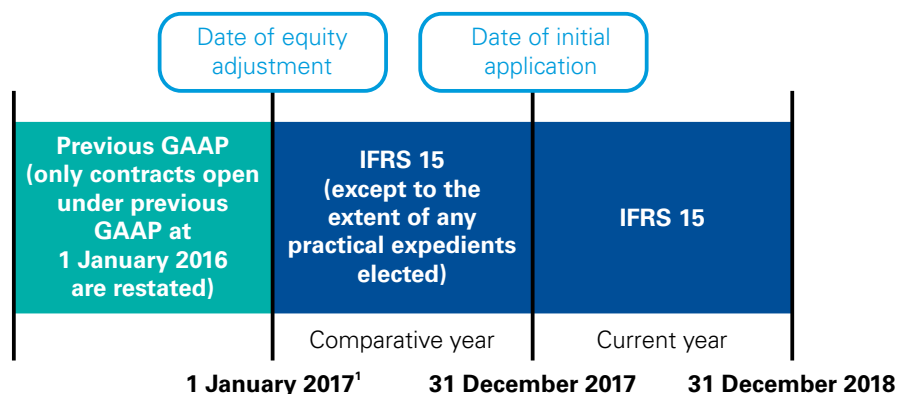 Date of equity
adjustment
Date of initial
application
Previous GAAP
(only contracts open
under previous
GAAP at
1 January 2016
are restated)
IFRS 15
(except to the
extent of any
practical expedients
elected)
IFRS 15
Comparative year
Current year
1 January 2017¹
31 December 2017
31 December 2018